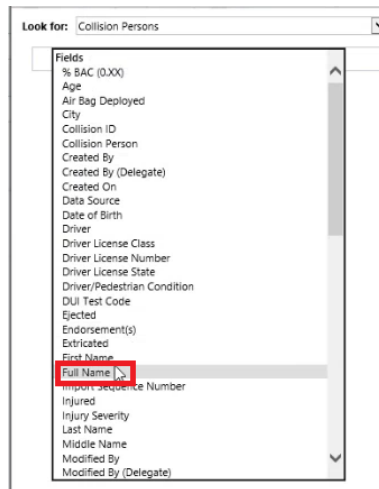 Look for: Collision Persons
Fields
% BAC (0.XX)
Age
Air Bag Deployed
City
Collision ID
Collision Person
Created By
Created By (Delegate)
Created On
Data Source
Date of Birth
Driver
Driver License Class
Driver License Number
Driver License State
Driver/Pedestrian Condition
DUI Test Code
Ejected
Endorsement(s)
Extricated
First Name
Full Name
Import Sequence Number
Injured
Injury Severity
Last Name
Middle Name
Modified By
Modified By (Delegate)